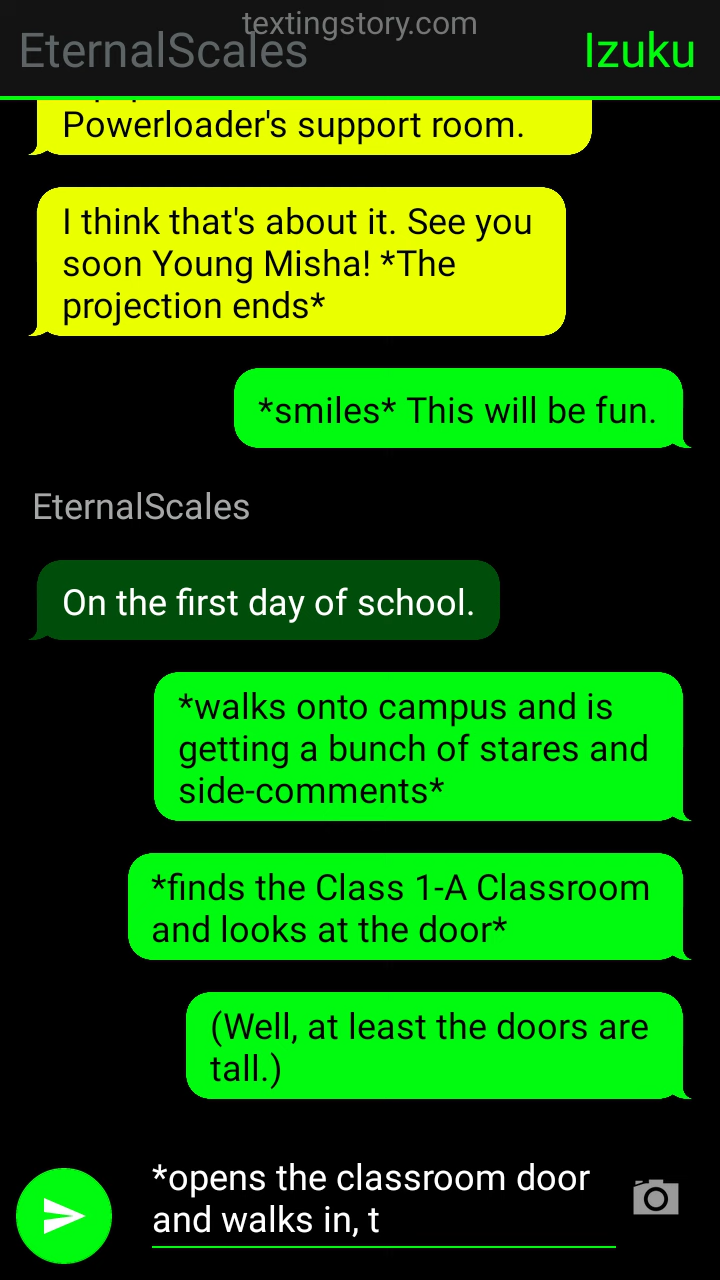 textingstory.com
EternalScales
Izuku
Powerloader's support room.
I think that's about it. See you
soon Young Misha! *The
projection ends*
*smiles* This will be fun.
EternalScales
On the first day of school.
*walks onto campus and is
getting a bunch of stares and
side-comments*
*finds the Class 1-A Classroom
and looks at the door*
(Well, at least the doors are
tall.)
*opens the classroom door
and walks in, t